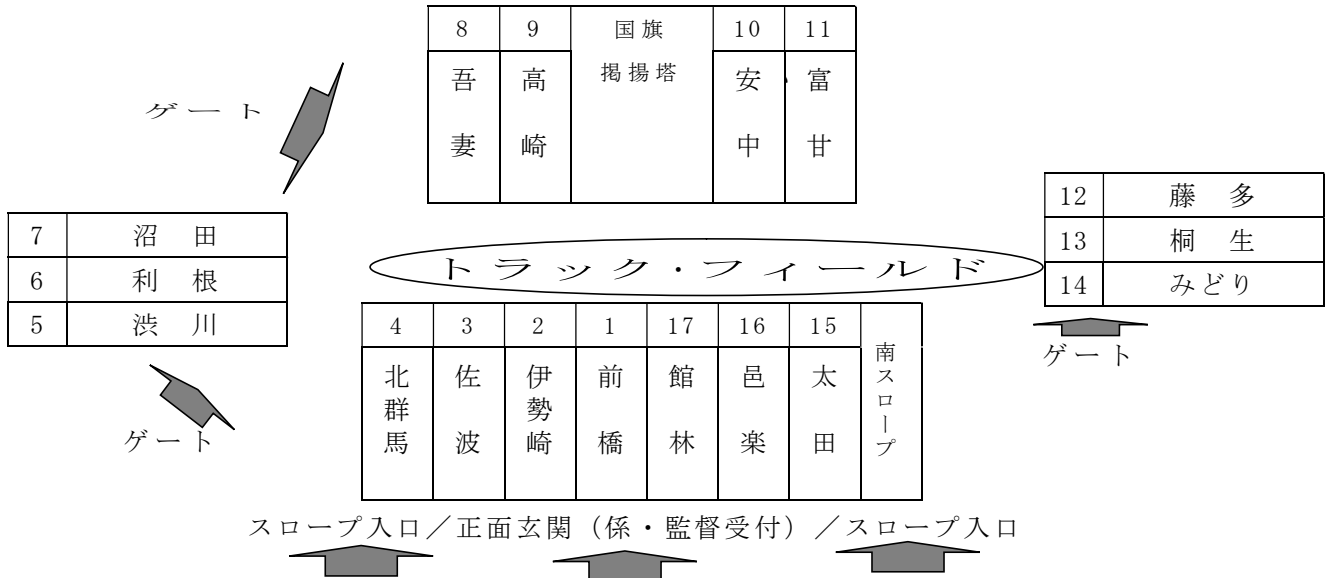 8 9 国旗 10 11
掲揚塔
吾妻 高崎 安中 富甘
ゲート
7 沼田
6 利根
5 渋川
トラック・フィールド
12 藤多
13 桐生
14 みどり
ゲート
4 3 2 1 17 16 15 南スロープ
北群馬 佐波 伊勢崎 前橋 館林 邑楽 太田
ゲート
スロープ入口/正面玄関(係・監督受付)/スロープ入口